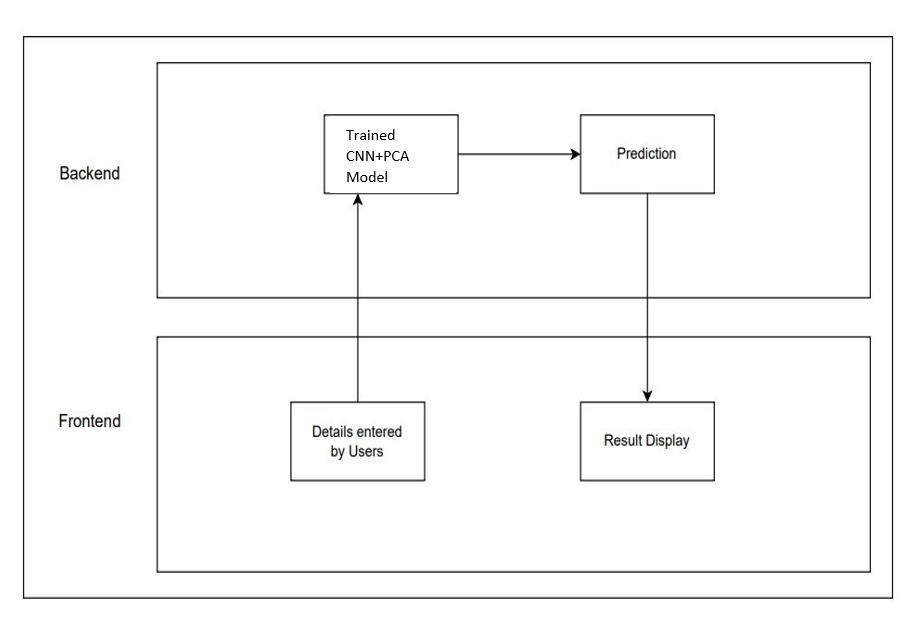 Backend
Trained
CNN+PCA
Model
Prediction
Frontend
Details entered
by Users
Result Display